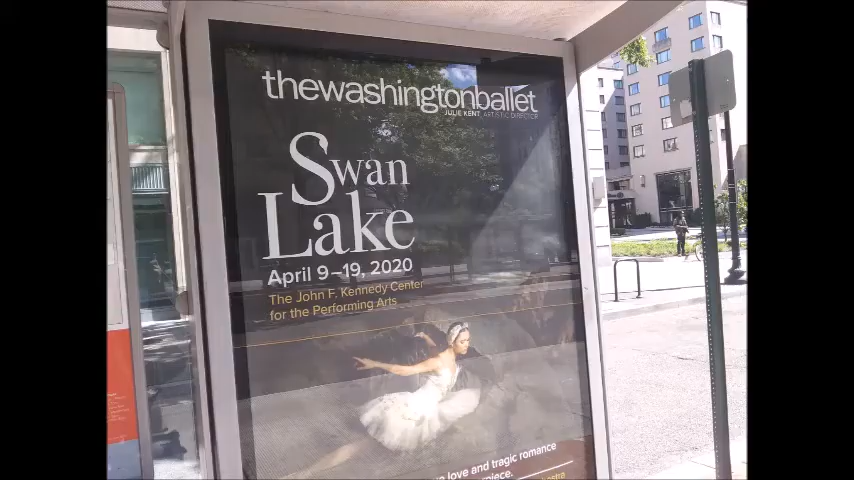 thewashingtonballet
JULIE KENT, ARTISTIC DIRECTOR
Swan
Lake
April 9–19, 2020
The John F. Kennedy Center
for the Performing Arts
love and tragic romance